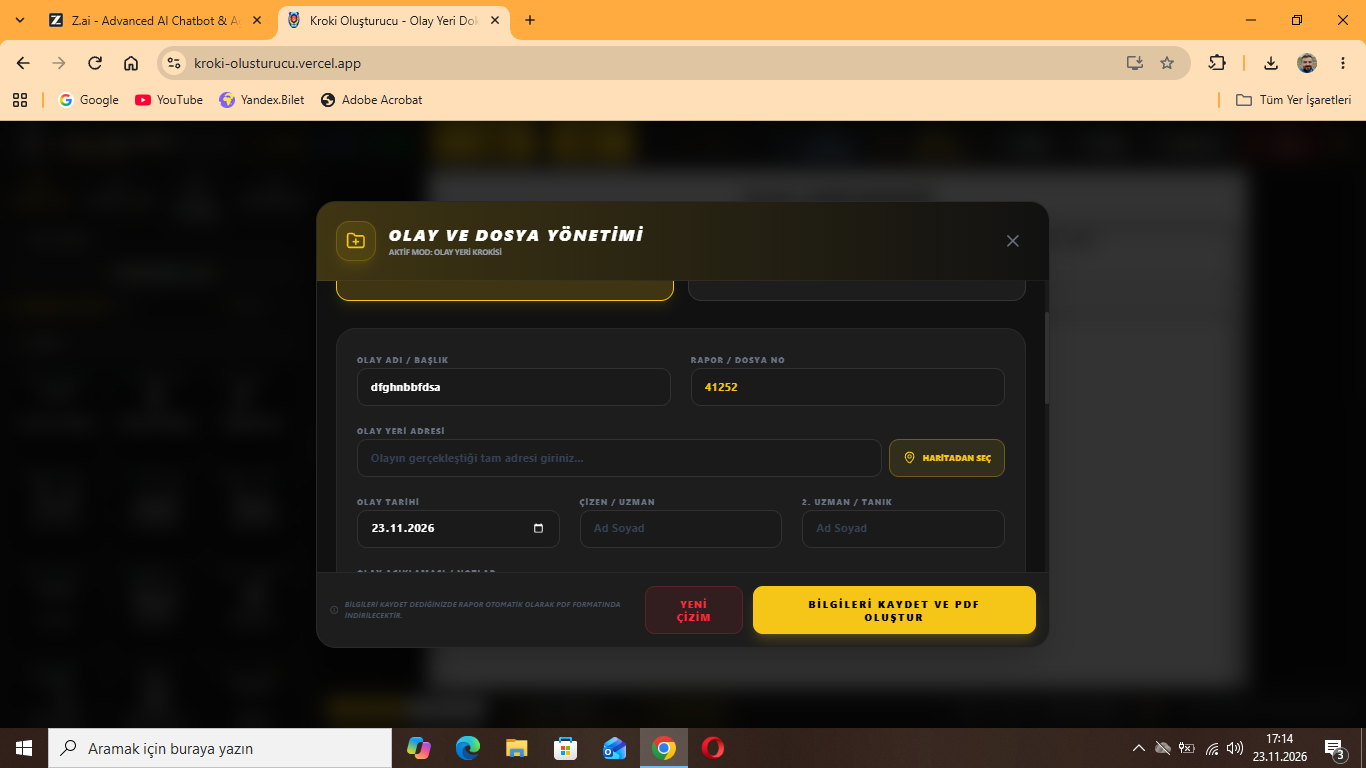 Z.ai - Advanced AI Chatbot & A
Kroki Oluşturucu - Olay Yeri Dok
kroki-olusturucu.vercel.app
Google
YouTube
Yandex.Bilet
Adobe Acrobat
Tüm Yer İşaretleri
OLAY VE DOSYA YÖNETİMİ
AKTİF MOD: OLAY YERİ KROKİSİ
OLAY ADI / BAŞLIK
RAPOR / DOSYA NO
dfghnbbfdsa
41252
OLAY YERİ ADRESİ
Olayın gerçekleştiği tam adresi giriniz...
HARİTADAN SEÇ
OLAY TARİHİ
ÇİZEN / UZMAN
2. UZMAN / TANIK
23.11.2026
Ad Soyad
Ad Soyad
BİLGİLERİ KAYDET DEDİĞİNİZDE RAPOR OTOMATİK OLARAK PDF FORMATINDA
İNDİRİLECEKTİR.
YENİ
ÇİZİM
BİLGİLERİ KAYDET VE PDF
OLUŞTUR
Aramak için buraya yazın
17:14
23.11.2026
3